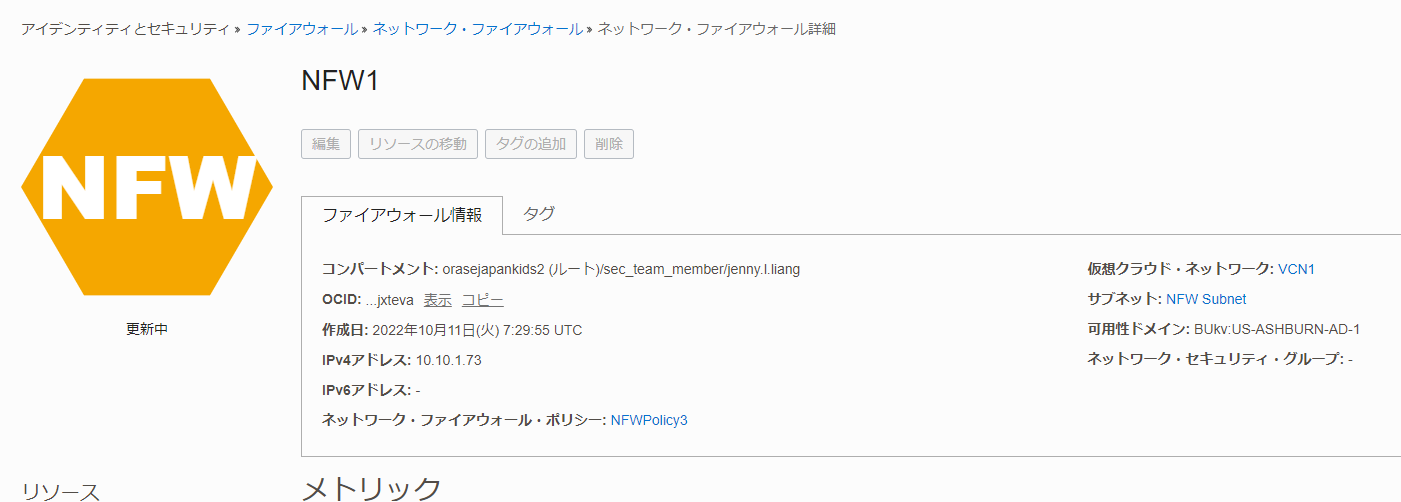 アイデンティティとセキュリティ » ファイアウォール » ネットワーク・ファイアウォール » ネットワーク・ファイアウォール詳細
NFW
更新中
NFW1
編集 リソースの移動 タグの追加 削除
ファイアウォール情報 タグ
コンパートメント: orasejapankids2 (ルート)/sec_team_member/jenny.l.liang
OCID: ...jxteva 表示 コピー
作成日: 2022年10月11日(火) 7:29:55 UTC
IPv4アドレス: 10.10.1.73
IPv6アドレス: -
ネットワーク・ファイアウォール・ポリシー: NFWPolicy3
仮想クラウド・ネットワーク: VCN1
サブネット: NFW Subnet
可用性ドメイン: BUkv:US-ASHBURN-AD-1
ネットワーク・セキュリティ・グループ: -
リソース
メトリック